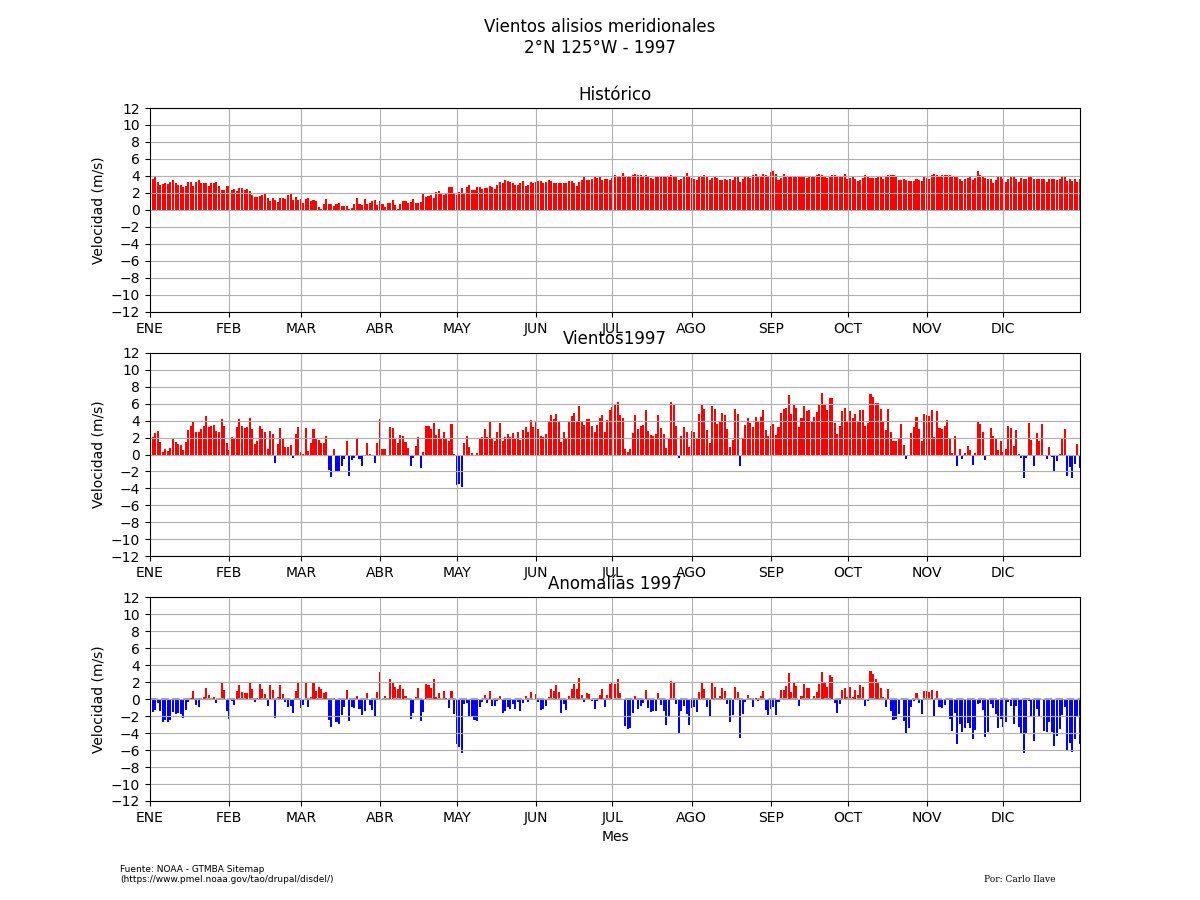 Vientos alisios meridionales
2°N 125°W - 1997
Histórico
12
10
8
6
4
2
0
−2
−4
−6
−8
−10
−12
Velocidad (m/s)
ENE FEB MAR ABR MAY JUN JUL AGO SEP OCT NOV DIC
Vientos1997
12
10
8
6
4
2
0
−2
−4
−6
−8
−10
−12
Velocidad (m/s)
ENE FEB MAR ABR MAY JUN JUL AGO SEP OCT NOV DIC
Anomalías 1997
12
10
8
6
4
2
0
−2
−4
−6
−8
−10
−12
Velocidad (m/s)
ENE FEB MAR ABR MAY JUN JUL AGO SEP OCT NOV DIC
Mes
Fuente: NOAA - GTMBA Sitemap
(https://www.pmel.noaa.gov/tao/drupal/disdel/)
Por: Carlo Ilave